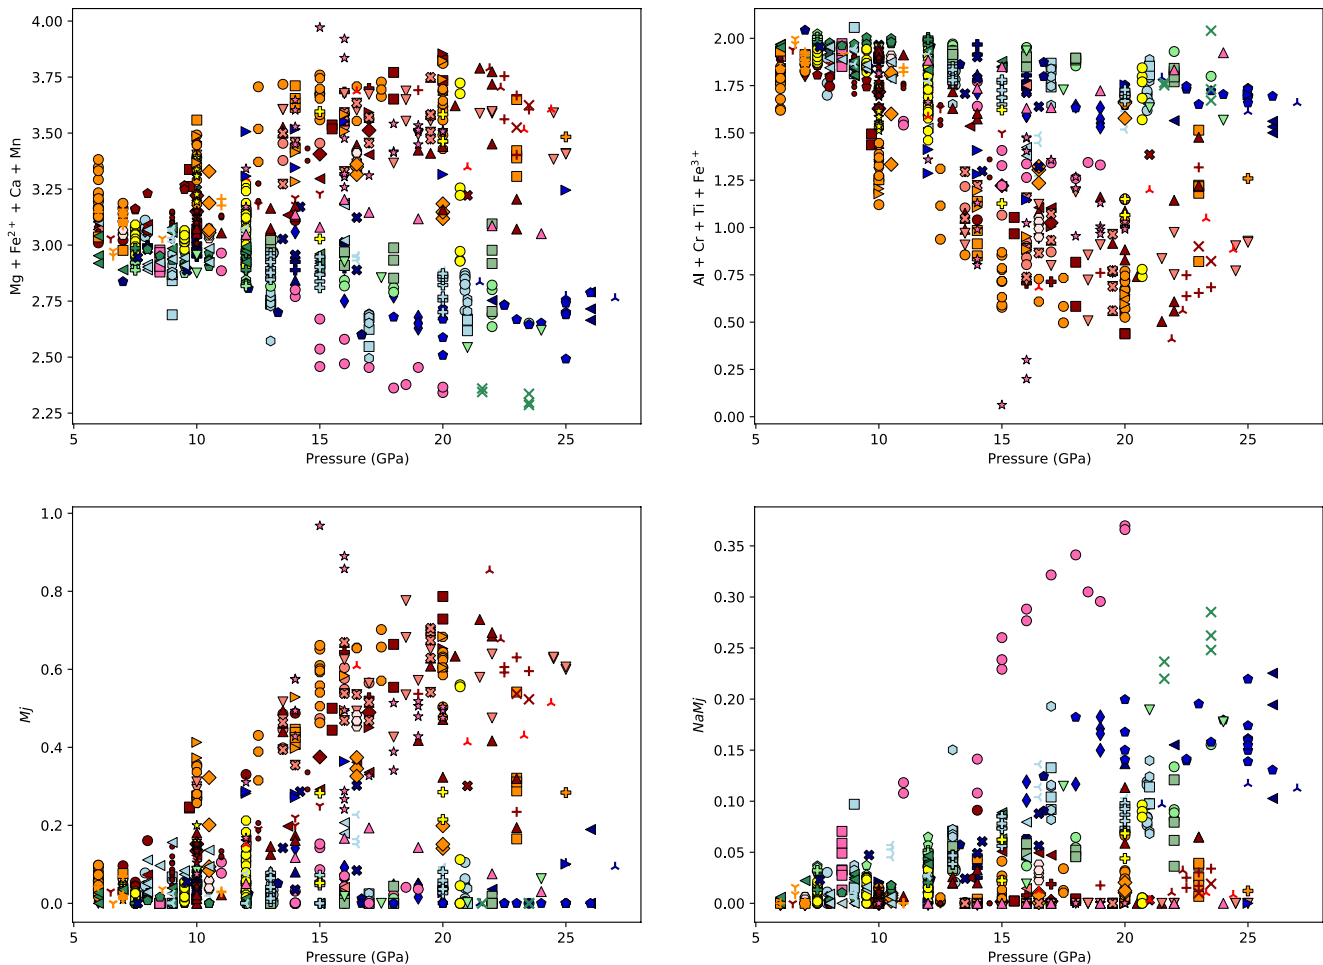 4.00
3.75
3.50
3.25
3.00
2.75
2.50
2.25
Mg + Fe²⁺ + Ca + Mn
5 10 15 20 25
Pressure (GPa)
2.00
1.75
1.50
1.25
1.00
0.75
0.50
0.25
0.00
Al + Cr + Ti + Fe³⁺
5 10 15 20 25
Pressure (GPa)
1.0
0.8
0.6
0.4
0.2
0.0
Mj
5 10 15 20 25
Pressure (GPa)
0.35
0.30
0.25
0.20
0.15
0.10
0.05
0.00
NaMj
5 10 15 20 25
Pressure (GPa)